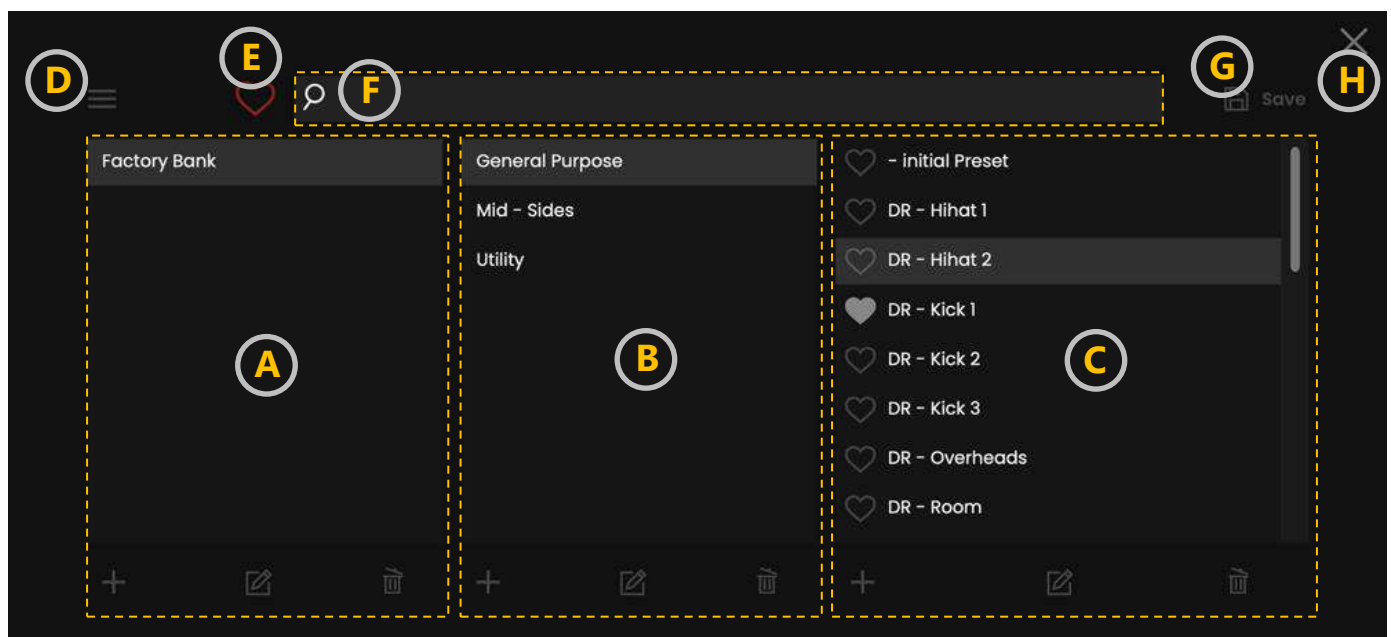 E
G
D
F
H
Save
Factory Bank
General Purpose
- initial Preset
Mid - Sides
DR - Hihat 1
Utility
DR - Hihat 2
DR - Kick 1
A
B
C
DR - Kick 2
DR - Kick 3
DR - Overheads
DR - Room